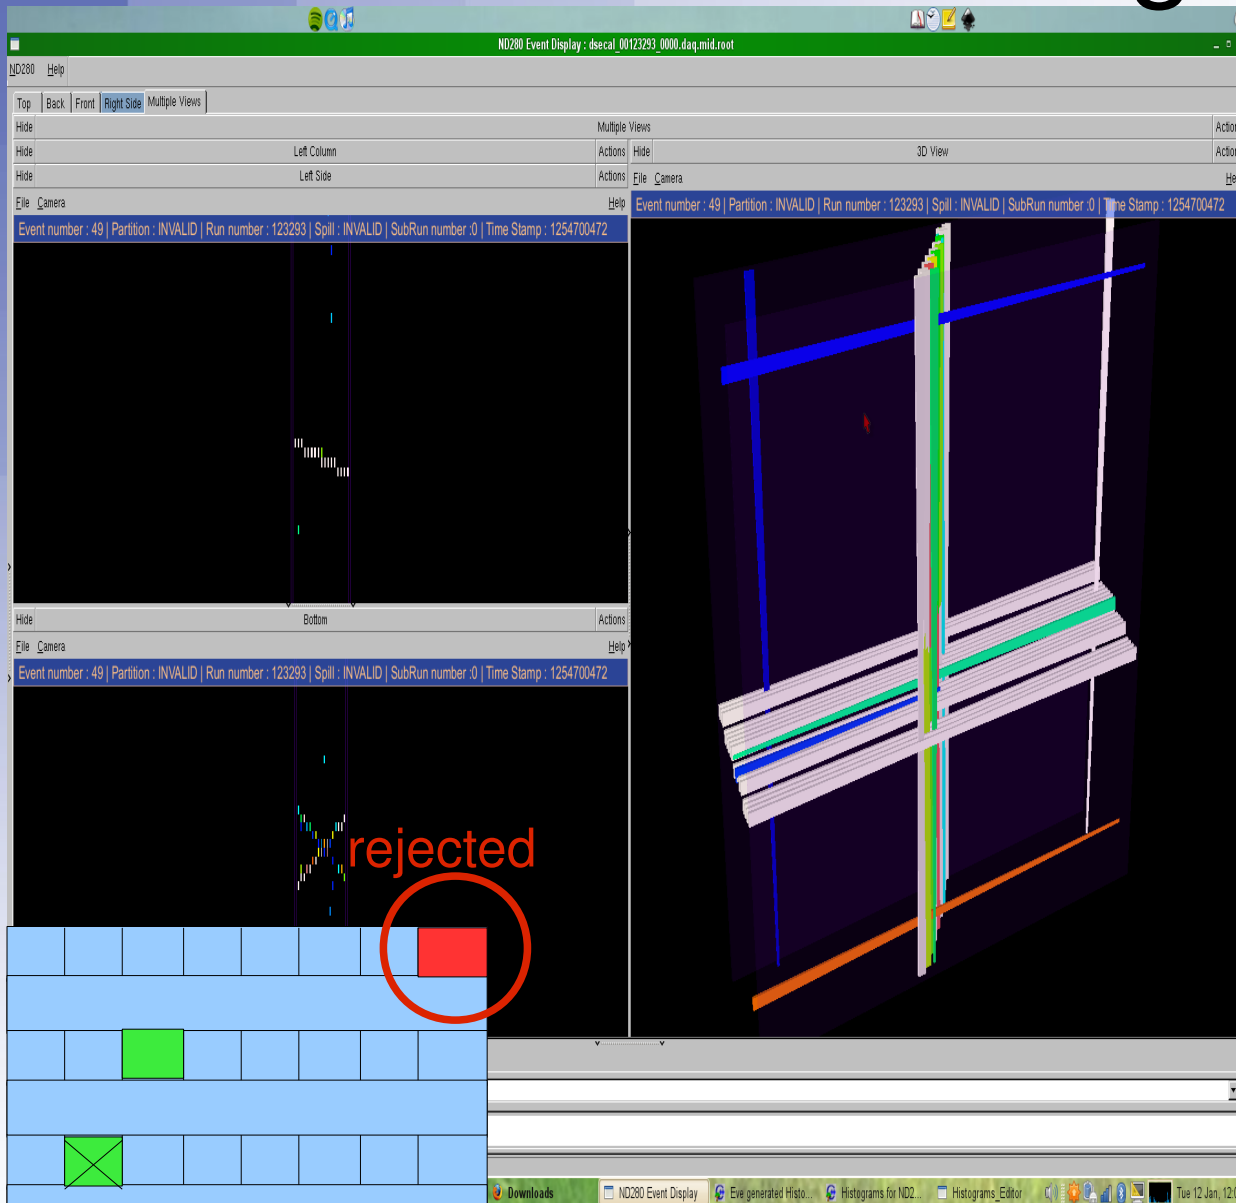 ND280 Event Display : dsecal_00123293_0000.daq.mid.root
ND280 Help
Top Back Front Right Side Multiple Views
Hide Multiple Views
Hide Left Column Actions Hide 3D View
Hide Left Side Actions File Camera
File Camera Help Event number : 49 | Partition : INVALID | Run number : 123293 | Spill : INVALID | SubRun number :0 | Time Stamp : 1254700472
Event number : 49 | Partition : INVALID | Run number : 123293 | Spill : INVALID | SubRun number :0 | Time Stamp : 1254700472
Hide Bottom Actions
File Camera Help
Event number : 49 | Partition : INVALID | Run number : 123293 | Spill : INVALID | SubRun number :0 | Time Stamp : 1254700472
rejected
Downloads ND280 Event Display Eve generated Histo... Histograms for ND2... Histograms_Editor Tue 12 Jan, 12: